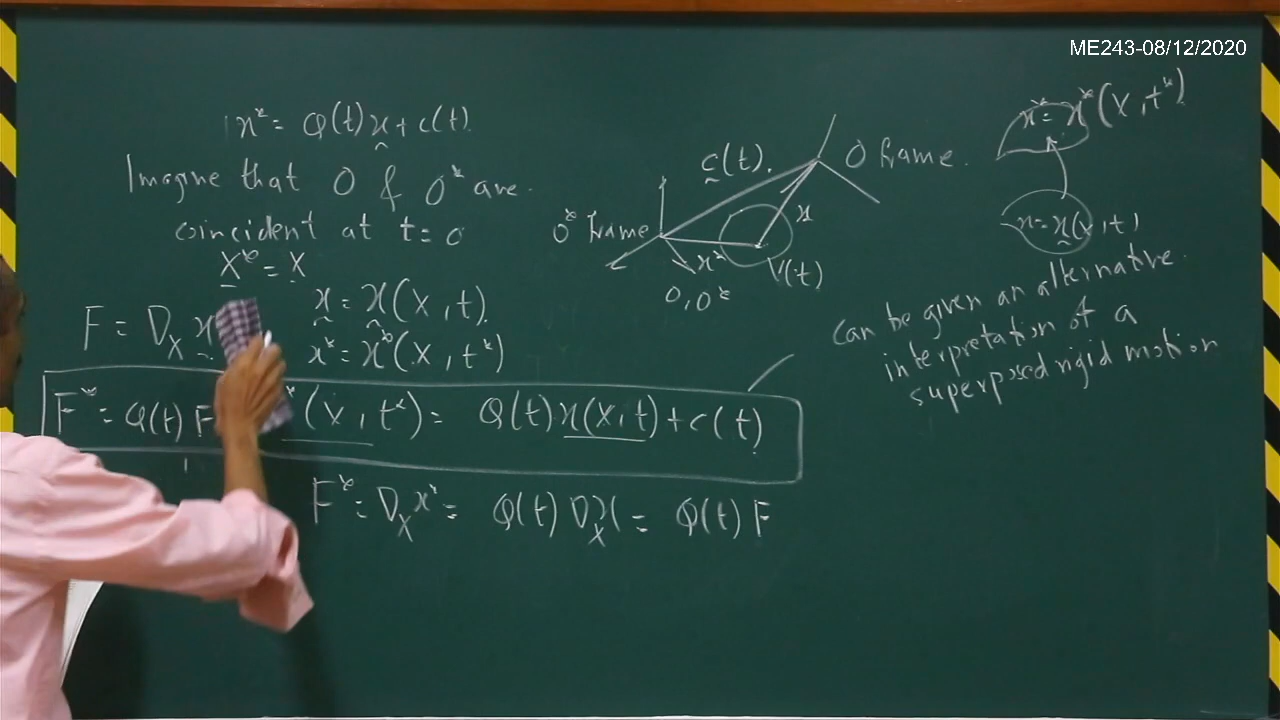 ME243-08/12/2020
x* = Q(t)x + c(t).
Imagine that O & O* are
coincident at t = 0
X* = X
x = x(X, t).
F = D_X x
x* = x*(X, t*)
F* = Q(t) F
*(X, t*) = Q(t) x(X, t) + c(t)
F* = D_X x* = Q(t) D_X x = Q(t) F
c(t).
O frame.
x
O* frame
x*
V(t)
O, O*
x* = x*(X, t*).
x = x(X, t)
Can be given an alternative
interpretation of a
superposed rigid motion